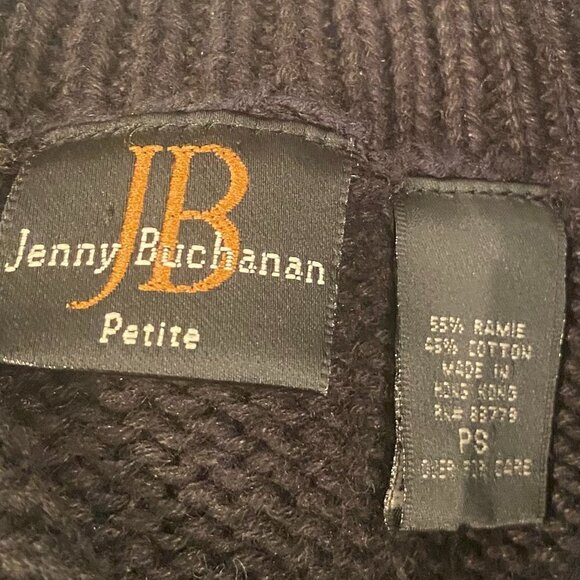 JB
Jenny Buchanan
Petite
55% RAMIE
45% COTTON
MADE IN
HONG KONG
RN# 83778
PS
OVER FOR CARE